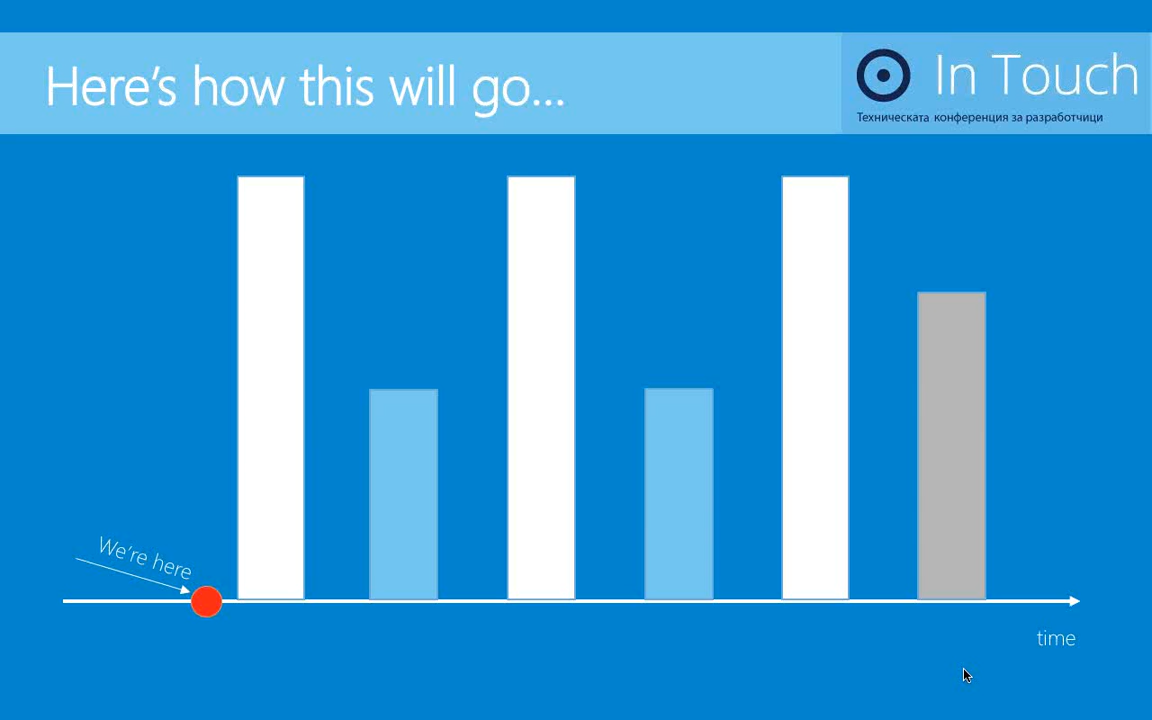 Here's how this will go...
In Touch
Техническата конференция за разработчици
We're here
time